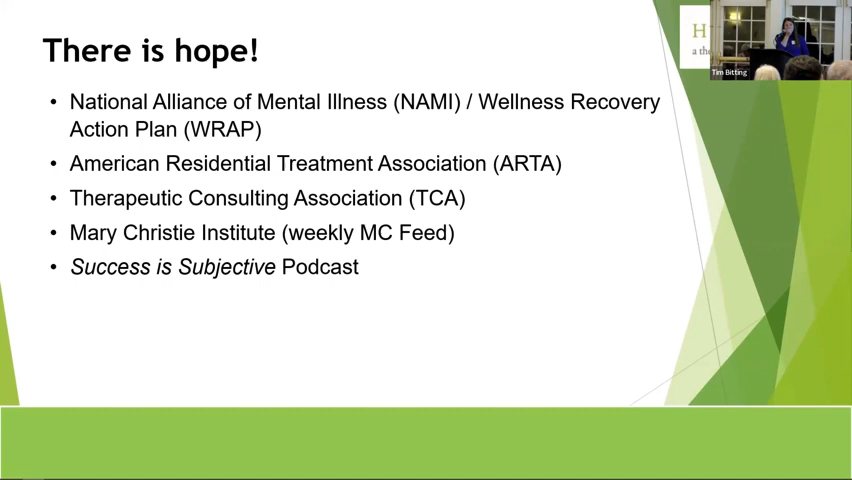 There is hope!
• National Alliance of Mental Illness (NAMI) / Wellness Recovery
Action Plan (WRAP)
• American Residential Treatment Association (ARTA)
• Therapeutic Consulting Association (TCA)
• Mary Christie Institute (weekly MC Feed)
• Success is Subjective Podcast
H
a the
Tim Bitting